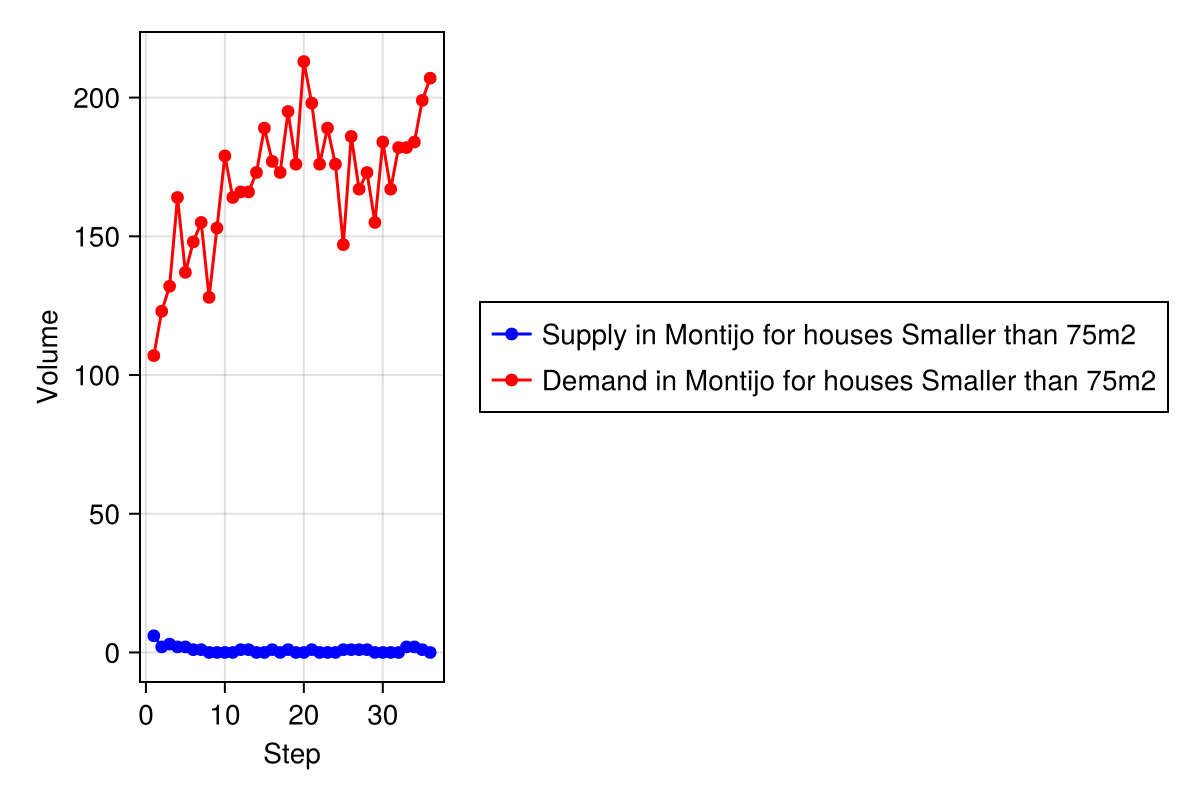 200
150
100
50
0
Volume
0 10 20 30
Step
Supply in Montijo for houses Smaller than 75m2
Demand in Montijo for houses Smaller than 75m2